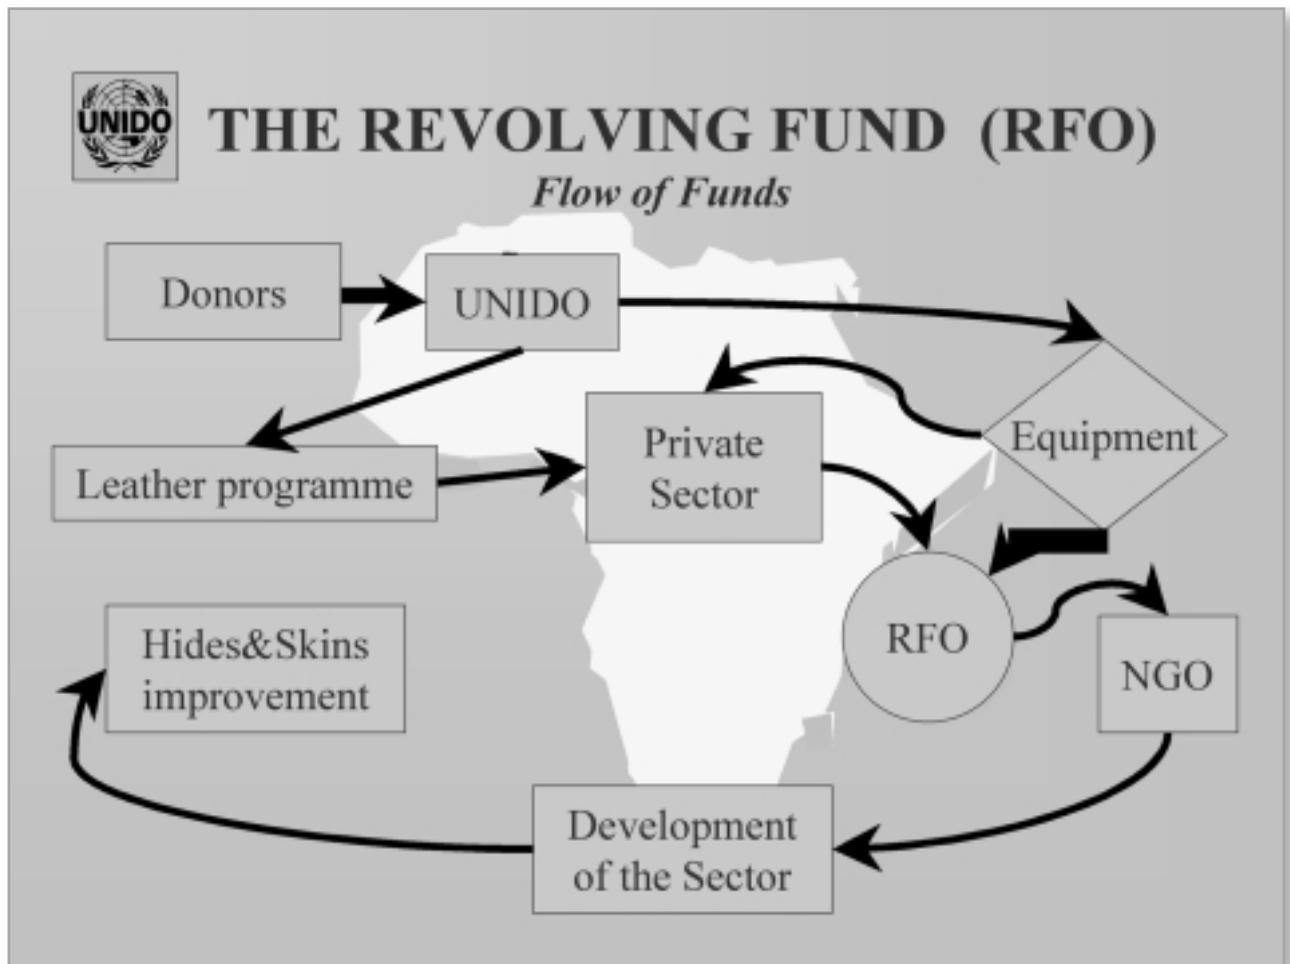 UNIDO
THE REVOLVING FUND (RFO)
Flow of Funds
Donors
UNIDO
Private
Sector
Equipment
Leather programme
Hides&Skins
improvement
RFO
NGO
Development
of the Sector